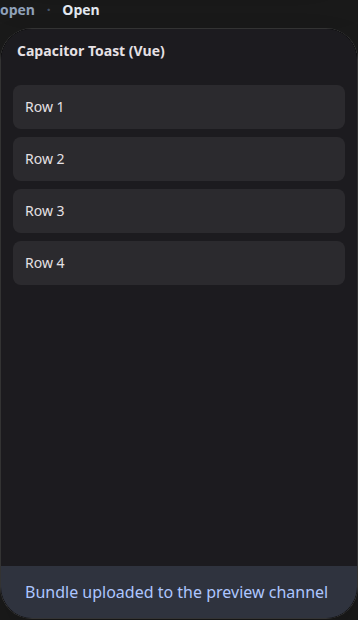 open · Open
Capacitor Toast (Vue)
Row 1
Row 2
Row 3
Row 4
Bundle uploaded to the preview channel